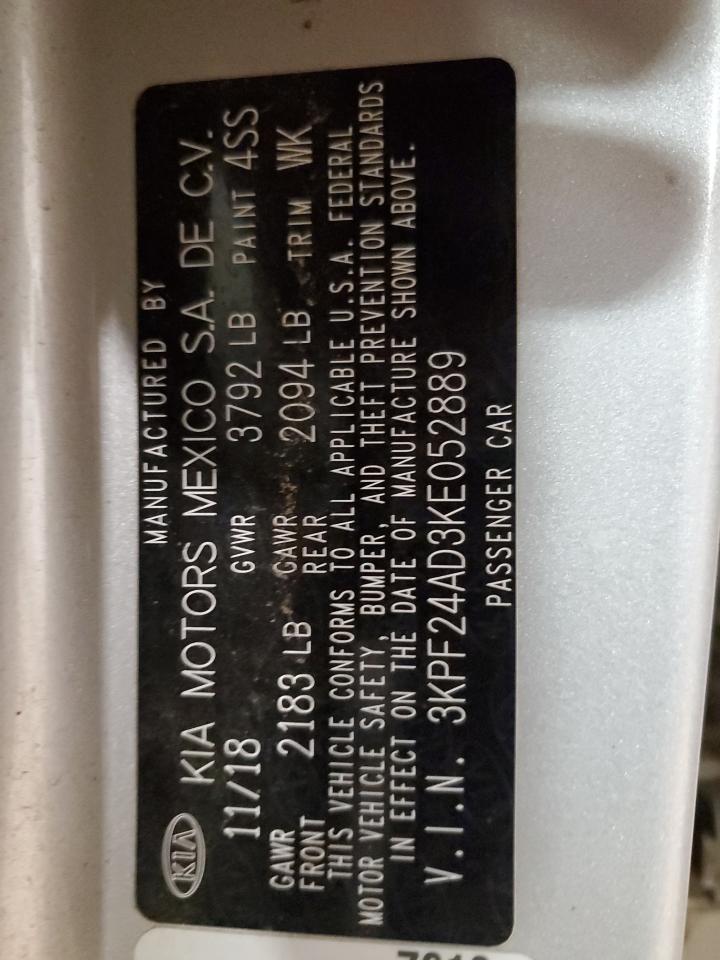 MANUFACTURED BY
KIA KIA MOTORS MEXICO S.A. DE C.V.
11/18 GVWR 3792 LB PAINT 4SS
GAWR FRONT 2183 LB GAWR REAR 2094 LB TRIM WK
THIS VEHICLE CONFORMS TO ALL APPLICABLE U.S.A. FEDERAL
MOTOR VEHICLE SAFETY, BUMPER, AND THEFT PREVENTION STANDARDS
IN EFFECT ON THE DATE OF MANUFACTURE SHOWN ABOVE.
V.I.N. 3KPF24AD3KE052889
PASSENGER CAR